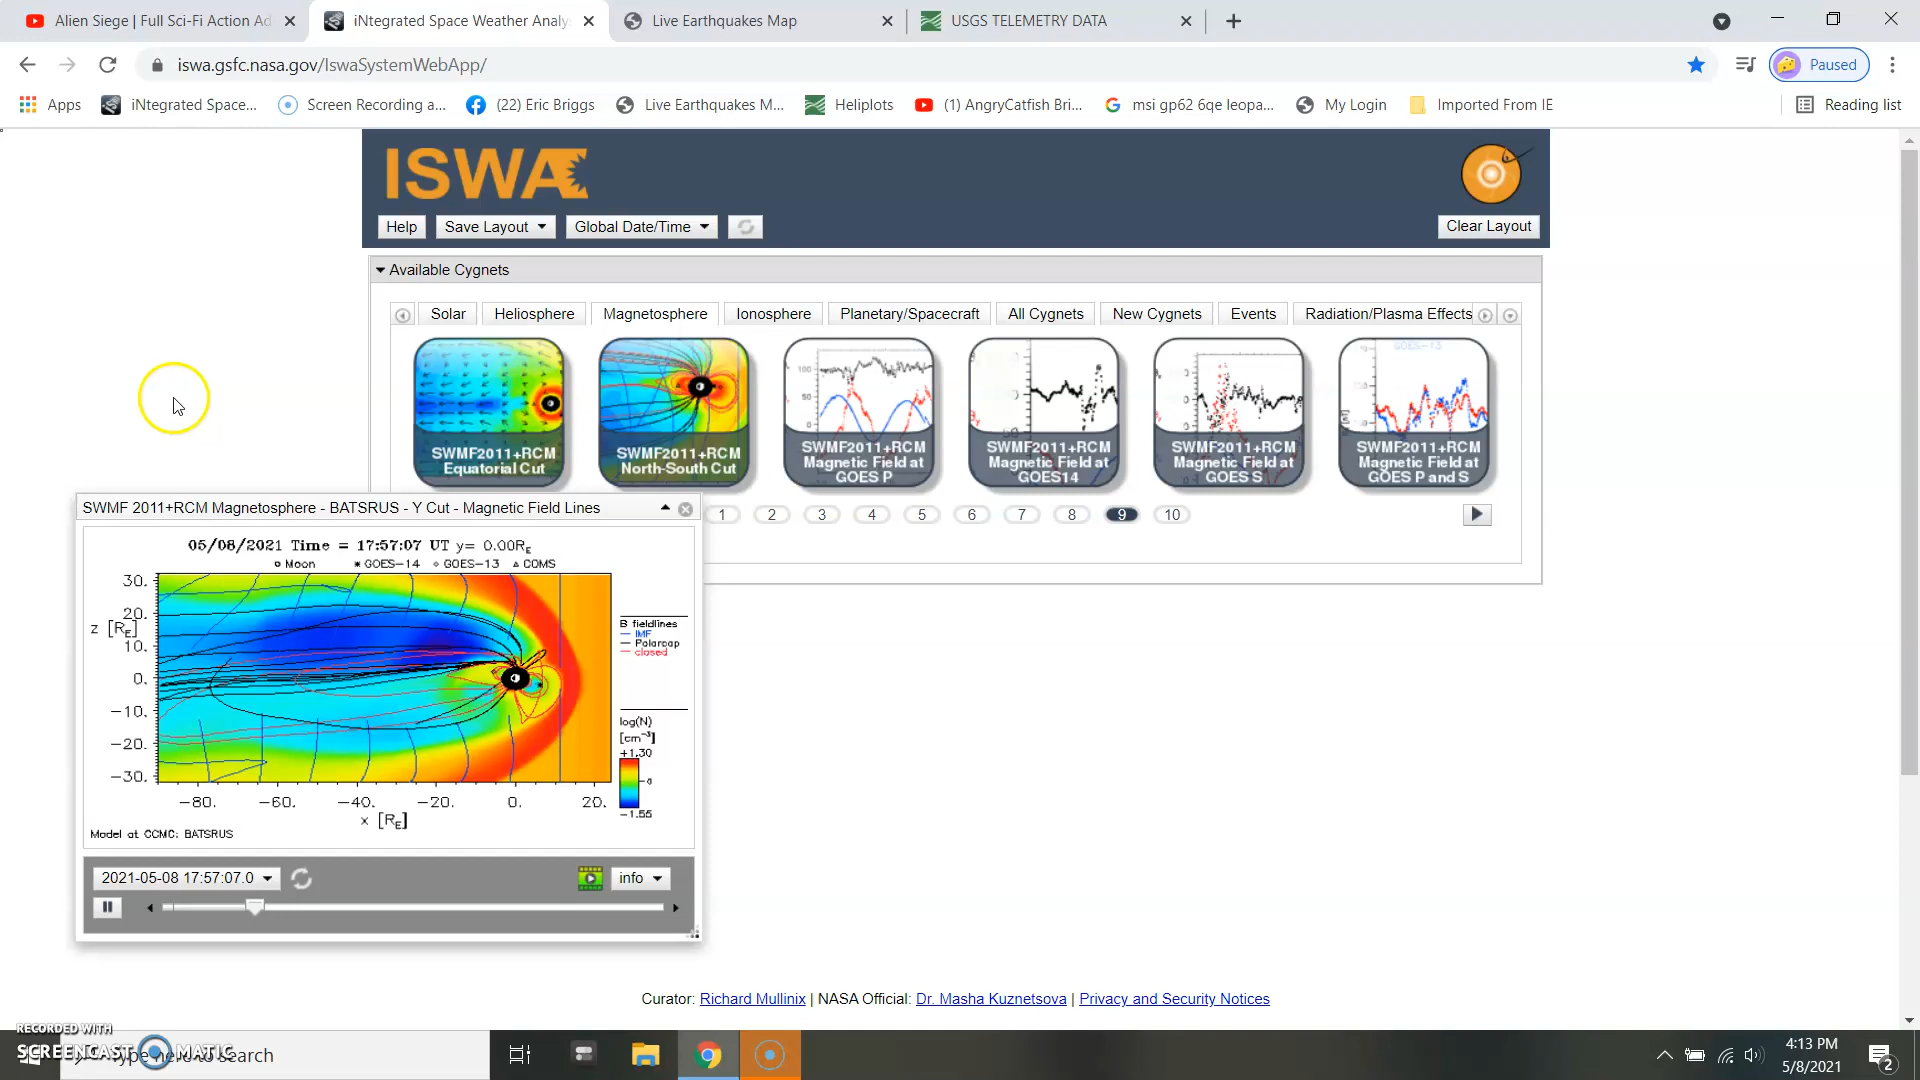 Alien Siege | Full Sci-Fi Action Ad
iNtegrated Space Weather Analy
Live Earthquakes Map
USGS TELEMETRY DATA
iswa.gsfc.nasa.gov/IswaSystemWebApp/
Paused
Apps
iNtegrated Space...
Screen Recording a...
(22) Eric Briggs
Live Earthquakes M...
Heliplots
(1) AngryCatfish Bri...
msi gp62 6qe leopa...
My Login
Imported From IE
Reading list
ISWA
Help
Save Layout
Global Date/Time
Clear Layout
Available Cygnets
Solar
Heliosphere
Magnetosphere
Ionosphere
Planetary/Spacecraft
All Cygnets
New Cygnets
Events
Radiation/Plasma Effects
SWMF2011+RCM
Equatorial Cut
SWMF2011+RCM
North-South Cut
100
50
0
SWMF2011+RCM
Magnetic Field at
GOES P
SWMF2011+RCM
Magnetic Field at
GOES14
SWMF2011+RCM
Magnetic Field at
GOES S
GOES-13
SWMF2011+RCM
Magnetic Field at
GOES P and S
1 2 3 4 5 6 7 8 9 10
SWMF 2011+RCM Magnetosphere - BATSRUS - Y Cut - Magnetic Field Lines
05/08/2021 Time = 17:57:07 UT y= 0.00RE
Moon GOES-14 GOES-13 COMS
30.
20.
z [RE]
10.
0.
-10.
-20.
-30.
-80. -60. -40. -20. 0. 20.
x [RE]
B fieldlines
IMF
Polarcap
closed
log(N)
[cm-3]
+1.30
-1.55
Model at CCMC: BATSRUS
2021-05-08 17:57:07.0
info
Curator: Richard Mullinix | NASA Official: Dr. Masha Kuznetsova | Privacy and Security Notices
RECORDED WITH
SCREENCAST MATIC
Type here to search
4:13 PM
5/8/2021
2